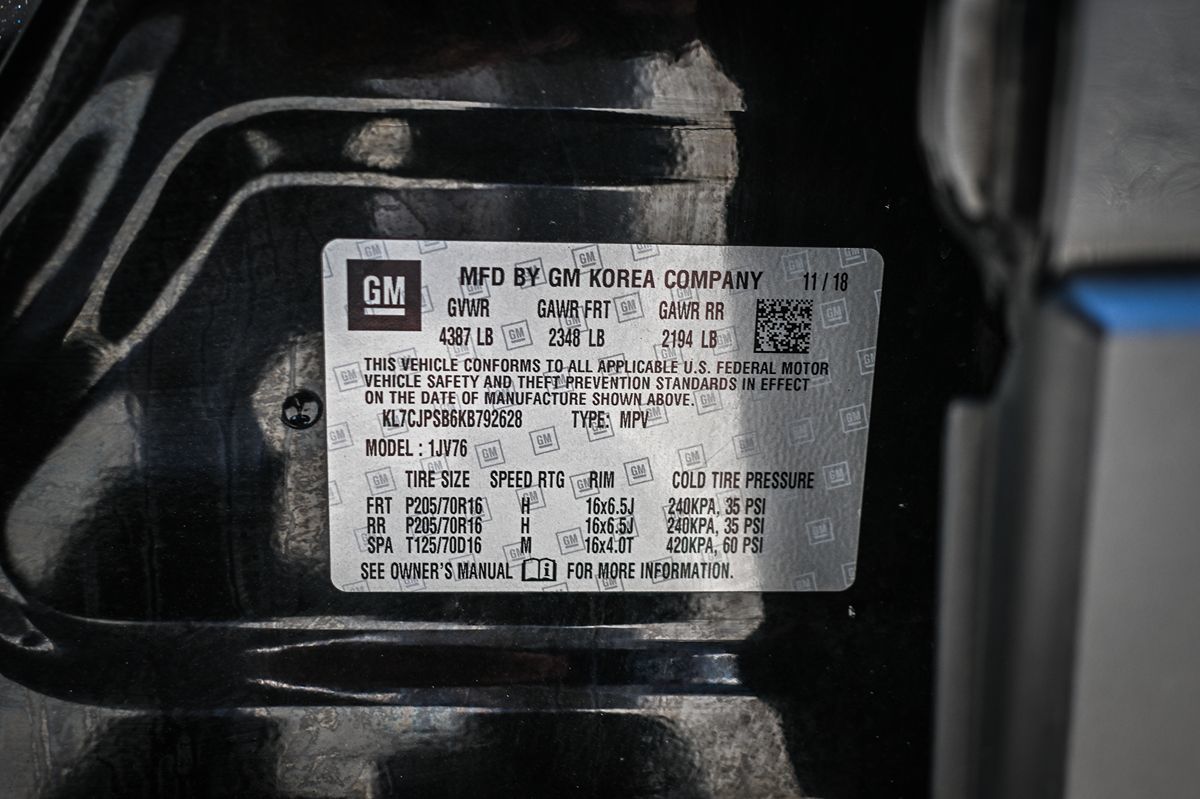 GM MFD BY GM KOREA COMPANY 11 / 18
GVWR GAWR FRT GAWR RR
4387 LB 2348 LB 2194 LB
THIS VEHICLE CONFORMS TO ALL APPLICABLE U.S. FEDERAL MOTOR
VEHICLE SAFETY AND THEFT PREVENTION STANDARDS IN EFFECT
ON THE DATE OF MANUFACTURE SHOWN ABOVE.
KL7CJPSB6KB792628 TYPE: MPV
MODEL : 1JV76
TIRE SIZE SPEED RTG RIM COLD TIRE PRESSURE
FRT P205/70R16 H 16x6.5J 240KPA, 35 PSI
RR P205/70R16 H 16x6.5J 240KPA, 35 PSI
SPA T125/70D16 M 16x4.0T 420KPA, 60 PSI
SEE OWNER'S MANUAL FOR MORE INFORMATION.